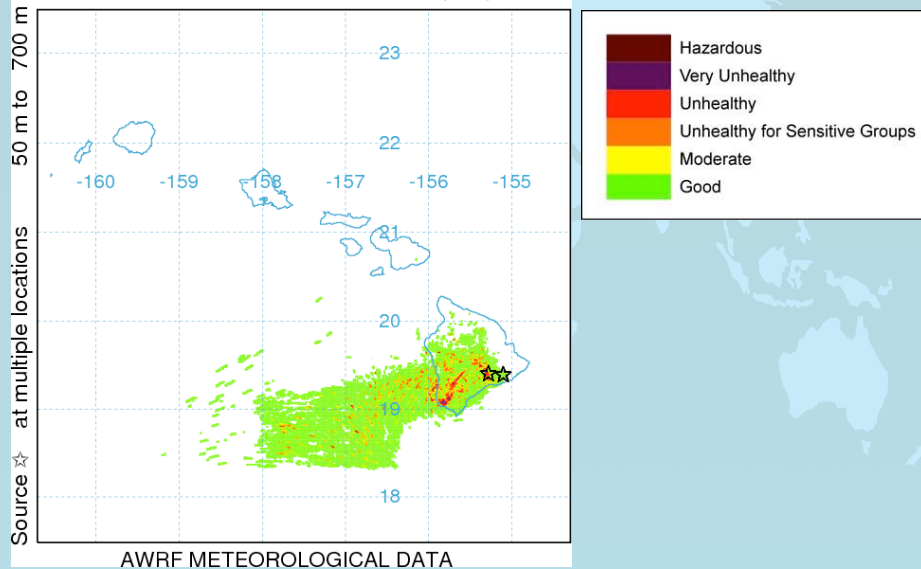 Source ☆ at multiple locations 50 m to 700 m
23
22
-160 -159 -158 -157 -156 -155
21
20
19
18
AWRF METEOROLOGICAL DATA
Hazardous
Very Unhealthy
Unhealthy
Unhealthy for Sensitive Groups
Moderate
Good